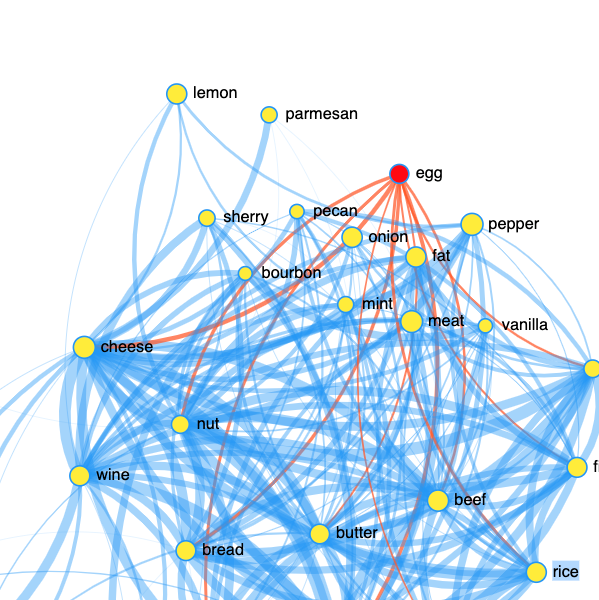 lemon
parmesan
egg
pecan
sherry
pepper
onion
fat
bourbon
mint
meat
vanilla
cheese
nut
wine
beef
butter
bread
rice